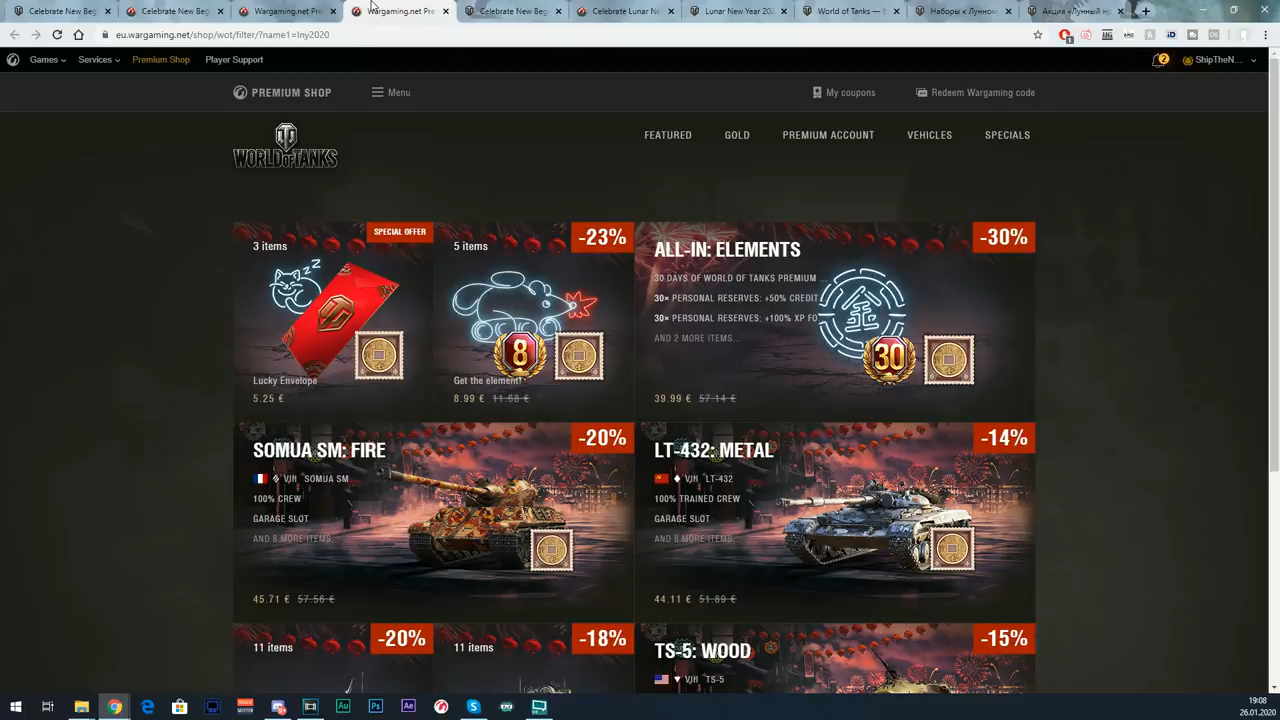 Celebrate New Beg
Celebrate New Beg
Wargaming.net Pre
Wargaming.net Pre
Celebrate New Beg
Celebrate Lunar Ne
Lunar New Year 202
World of Tanks —
Наборы к Лунном
Акция «Лунный н
eu.wargaming.net/shop/wot/filter/?name1=lny2020
Games
Services
Premium Shop
Player Support
2
ShipTheN...
PREMIUM SHOP
Menu
My coupons
Redeem Wargaming code
WORLD OF TANKS
FEATURED
GOLD
PREMIUM ACCOUNT
VEHICLES
SPECIALS
3 items
SPECIAL OFFER
Lucky Envelope
5.25 €
5 items
-23%
8
Get the element!
8.99 € 11.68 €
ALL-IN: ELEMENTS
-30%
30 DAYS OF WORLD OF TANKS PREMIUM ...
30× PERSONAL RESERVES: +50% CREDIT
30× PERSONAL RESERVES: +100% XP FO
AND 2 MORE ITEMS...
金
30
39.99 € 57.14 €
SOMUA SM: FIRE
-20%
VIII SOMUA SM
100% CREW
GARAGE SLOT
AND 8 MORE ITEMS...
45.71 € 57.56 €
LT-432: METAL
-14%
VIII LT-432
100% TRAINED CREW
GARAGE SLOT
AND 8 MORE ITEMS...
44.11 € 51.89 €
11 items
-20%
11 items
-18%
TS-5: WOOD
-15%
VIII TS-5
19:08
26.01.2020